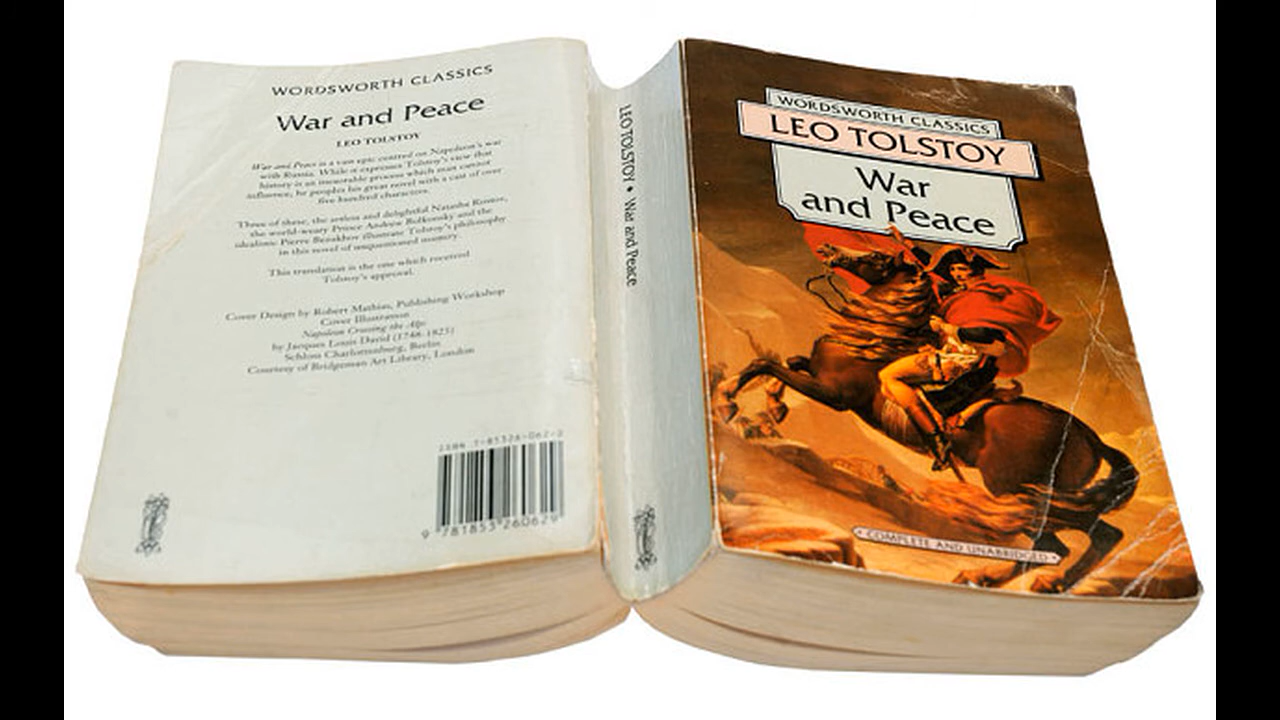 WORDSWORTH CLASSICS
War and Peace
LEO TOLSTOY
War and Peace is a vast epic centred on Napoleon's war
with Russia. While it expresses Tolstoy's view that
history is an inexorable process which man cannot
influence, he peoples his great novel with a cast of over
five hundred characters.
Three of these, the artless and delightful Natasha Rostov,
the world-weary Prince Andrew Bolkonsky and the
idealistic Pierre Bezukhov illustrate Tolstoy's philosophy
in this novel of unquestioned mastery.
This translation is the one which received
Tolstoy's approval.
Cover Design by Robert Mathias, Publishing Workshop
Cover Illustration
Napoleon Crossing the Alps
by Jacques Louis David (1748-1825)
Schloss Charlottenburg, Berlin
Courtesy of Bridgeman Art Library, London
ISBN 1-85326-062-2
9 781853 260629
LEO TOLSTOY • War and Peace
WORDSWORTH CLASSICS
LEO TOLSTOY
War
and Peace
• COMPLETE AND UNABRIDGED •